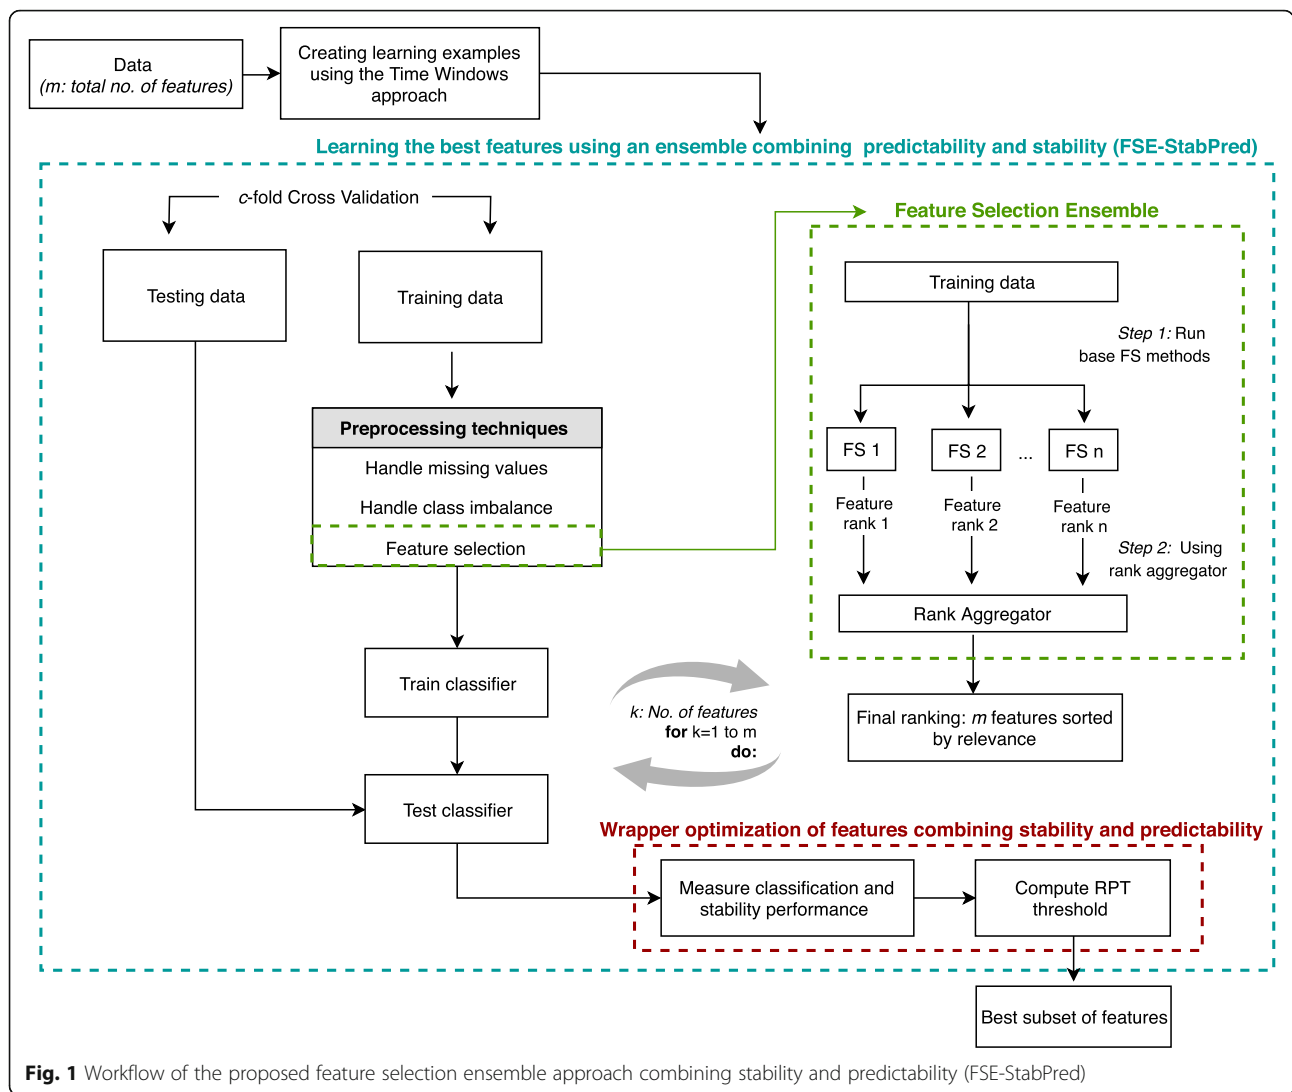 Data
(m: total no. of features)
Creating learning examples
using the Time Windows
approach
Learning the best features using an ensemble combining predictability and stability (FSE-StabPred)
c-fold Cross Validation
Testing data
Training data
Preprocessing techniques
Handle missing values
Handle class imbalance
Feature selection
Train classifier
Test classifier
k: No. of features
for k=1 to m
do:
Feature Selection Ensemble
Training data
Step 1: Run
base FS methods
FS 1
FS 2
...
FS n
Feature
rank 1
Feature
rank 2
Feature
rank n
Step 2: Using
rank aggregator
Rank Aggregator
Final ranking: m features sorted
by relevance
Wrapper optimization of features combining stability and predictability
Measure classification and
stability performance
Compute RPT
threshold
Best subset of features
Fig. 1 Workflow of the proposed feature selection ensemble approach combining stability and predictability (FSE-StabPred)